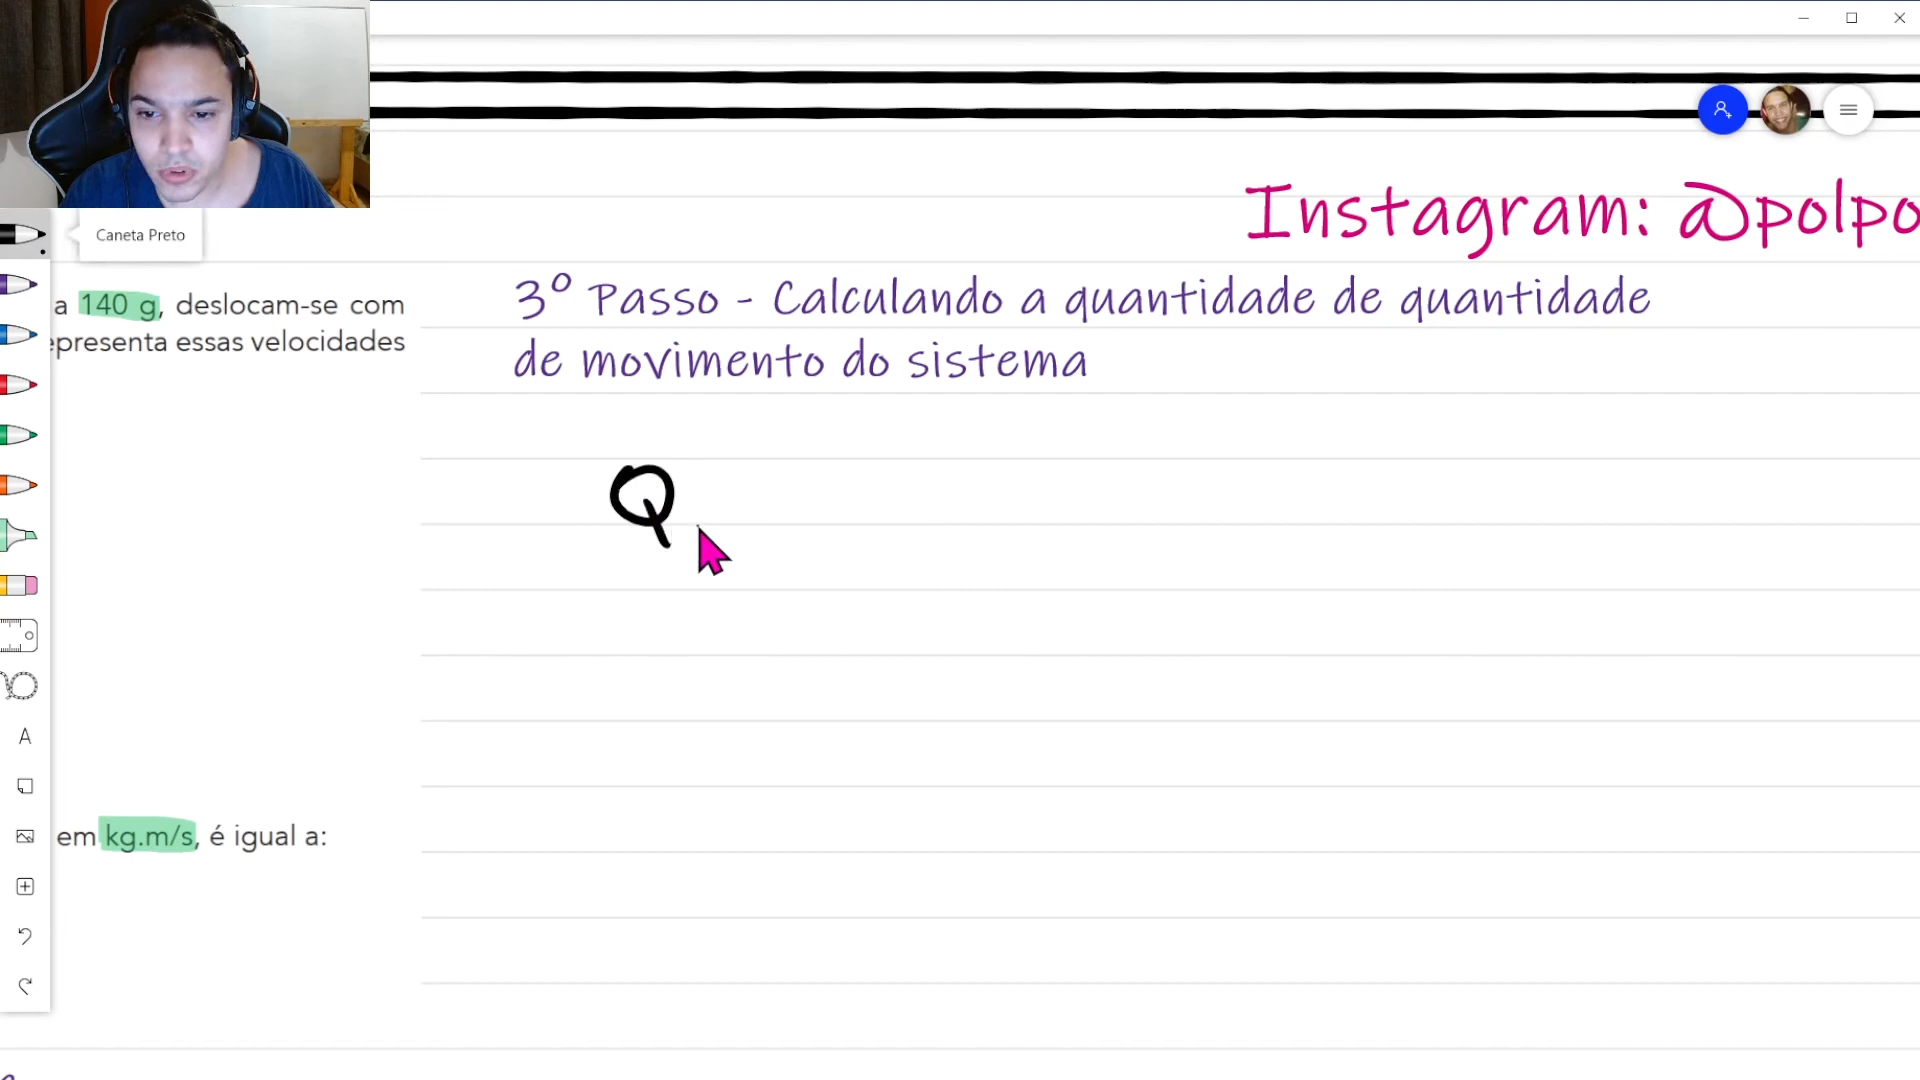 Instagram: @polpo
Caneta Preto
a 140 g, deslocam-se com
epresenta essas velocidades
3º Passo - Calculando a quantidade de quantidade
de movimento do sistema
Q
A
em kg.m/s, é igual a: